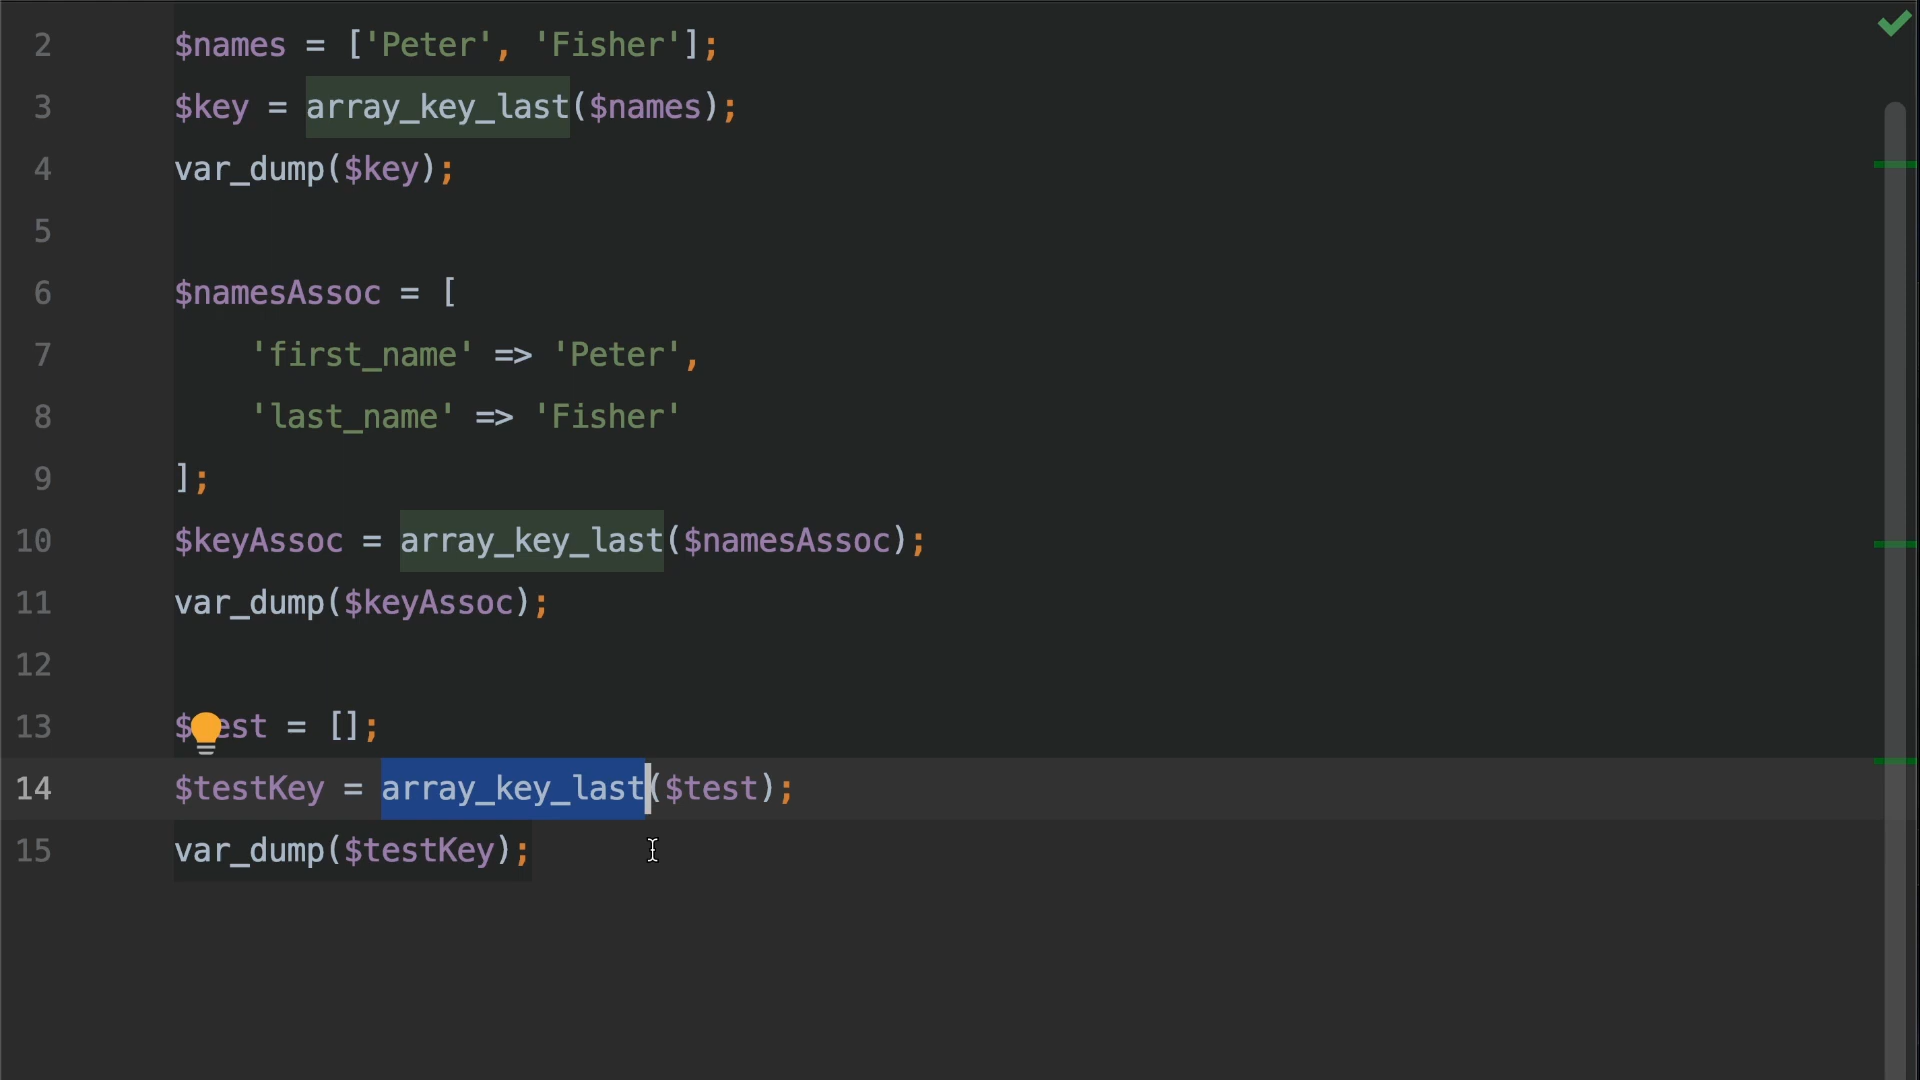 2 $names = ['Peter', 'Fisher'];
3 $key = array_key_last($names);
4 var_dump($key);
5
6 $namesAssoc = [
7 'first_name' => 'Peter',
8 'last_name' => 'Fisher'
9 ];
10 $keyAssoc = array_key_last($namesAssoc);
11 var_dump($keyAssoc);
12
13 $test = [];
14 $testKey = array_key_last($test);
15 var_dump($testKey);